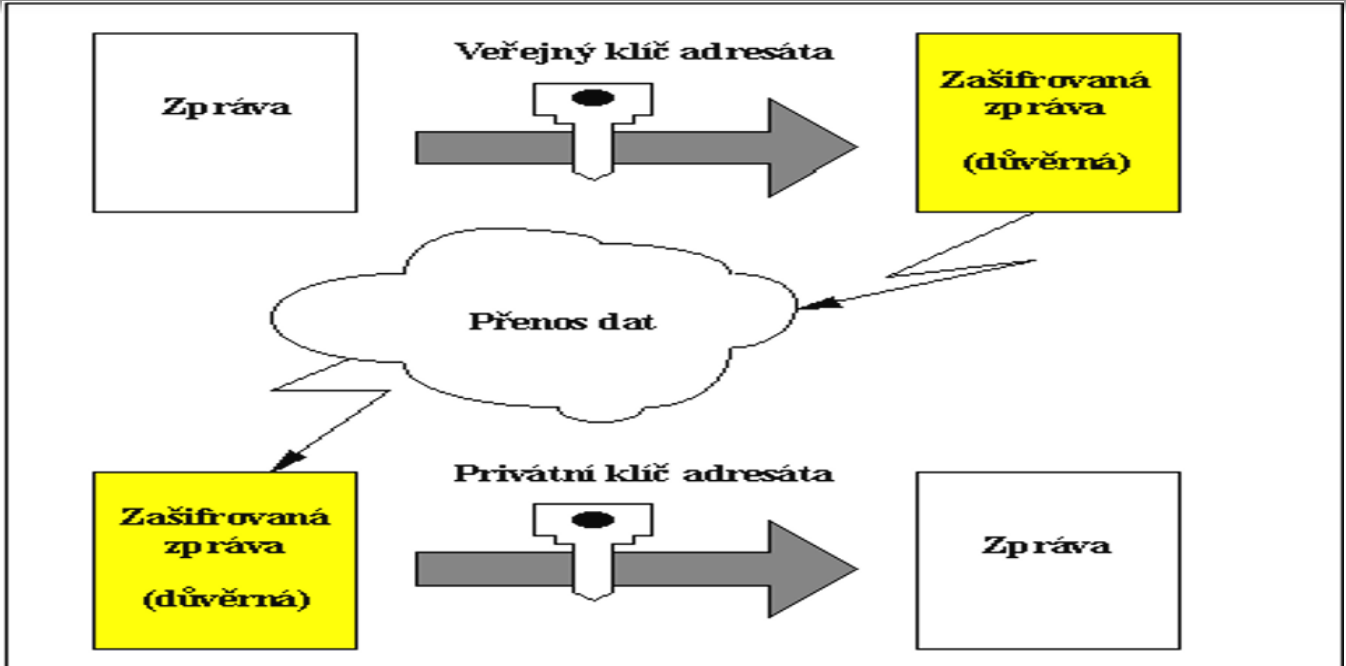 Veřejný klíč adresáta
Zpráva
Zašifrovaná
zpráva
(důvěrná)
Přenos dat
Privátní klíč adresáta
Zašifrovaná
zpráva
(důvěrná)
Zpráva